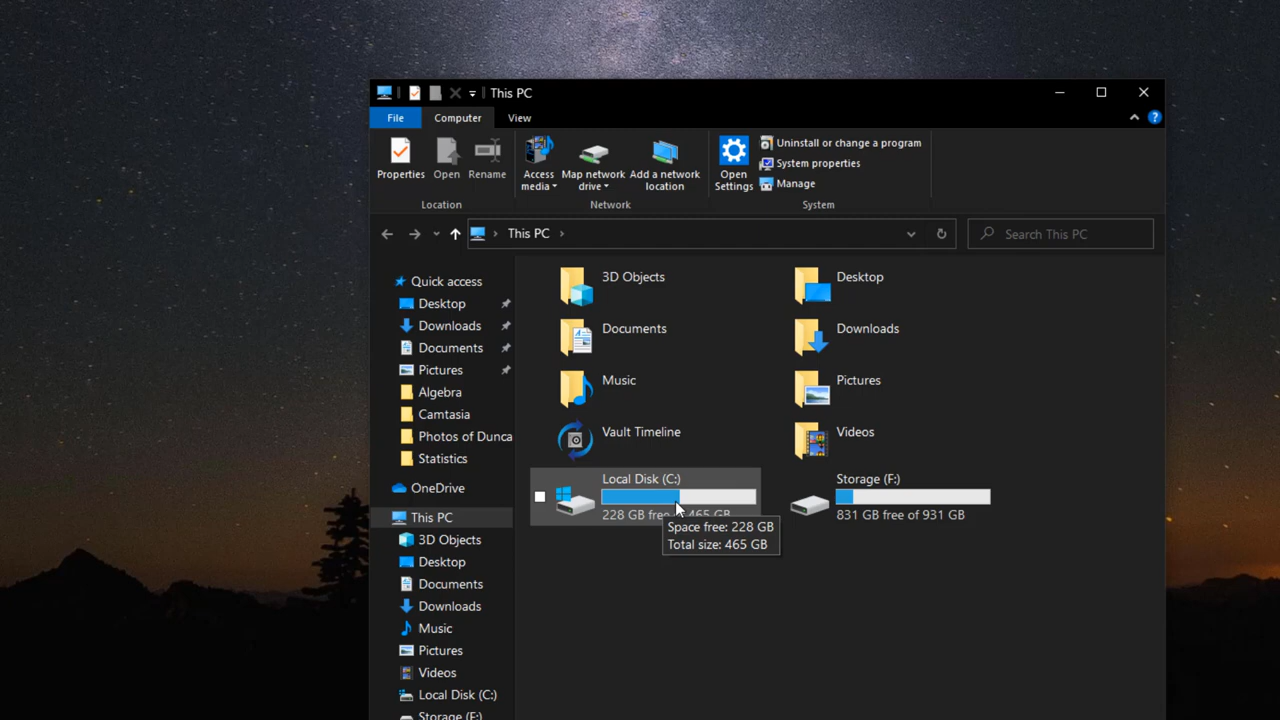 This PC
File
Computer
View
Properties
Open
Rename
Access media
Map network drive
Add a network location
Open Settings
Uninstall or change a program
System properties
Manage
Location
Network
System
This PC
Search This PC
Quick access
Desktop
Downloads
Documents
Pictures
Algebra
Camtasia
Photos of Dunca
Statistics
OneDrive
This PC
3D Objects
Desktop
Documents
Downloads
Music
Pictures
Videos
Local Disk (C:)
Storage (F:)
3D Objects
Desktop
Documents
Downloads
Music
Pictures
Vault Timeline
Videos
Local Disk (C:)
228 GB free of 465 GB
Storage (F:)
831 GB free of 931 GB
Space free: 228 GB
Total size: 465 GB